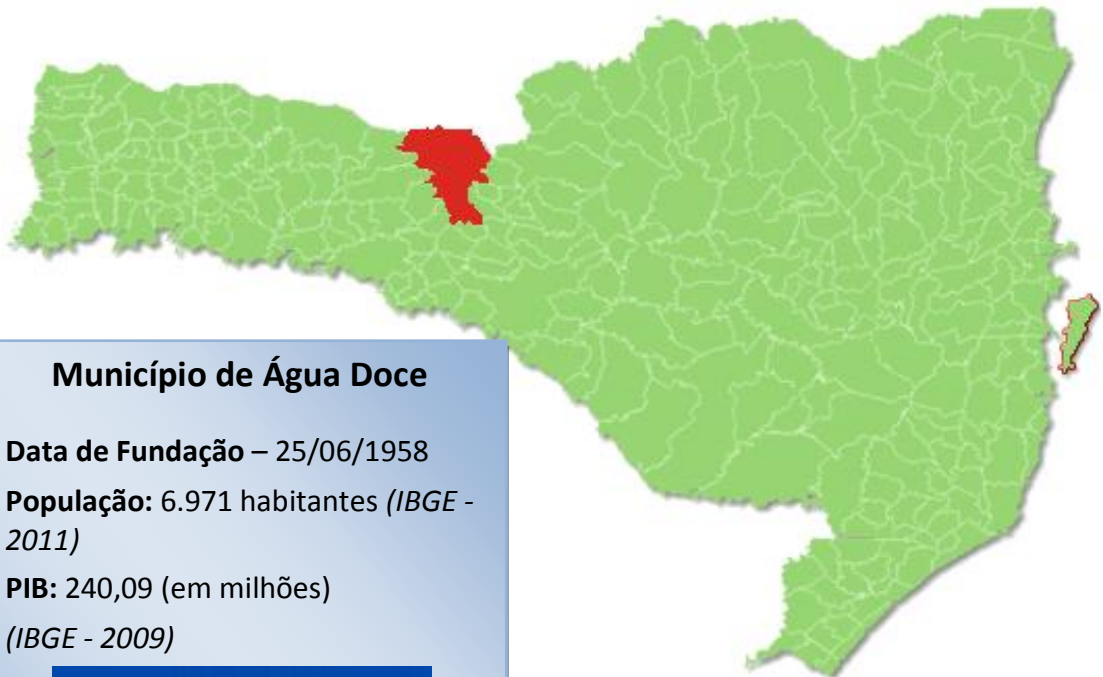 Município de Água Doce
Data de Fundação – 25/06/1958
População: 6.971 habitantes (IBGE -
2011)
PIB: 240,09 (em milhões)
(IBGE - 2009)